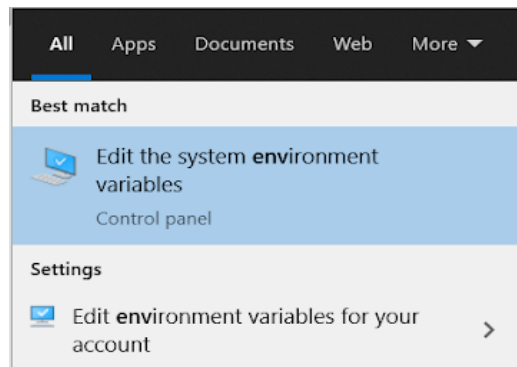 All Apps Documents Web More
Best match
Edit the system environment
variables
Control panel
Settings
Edit environment variables for your
account